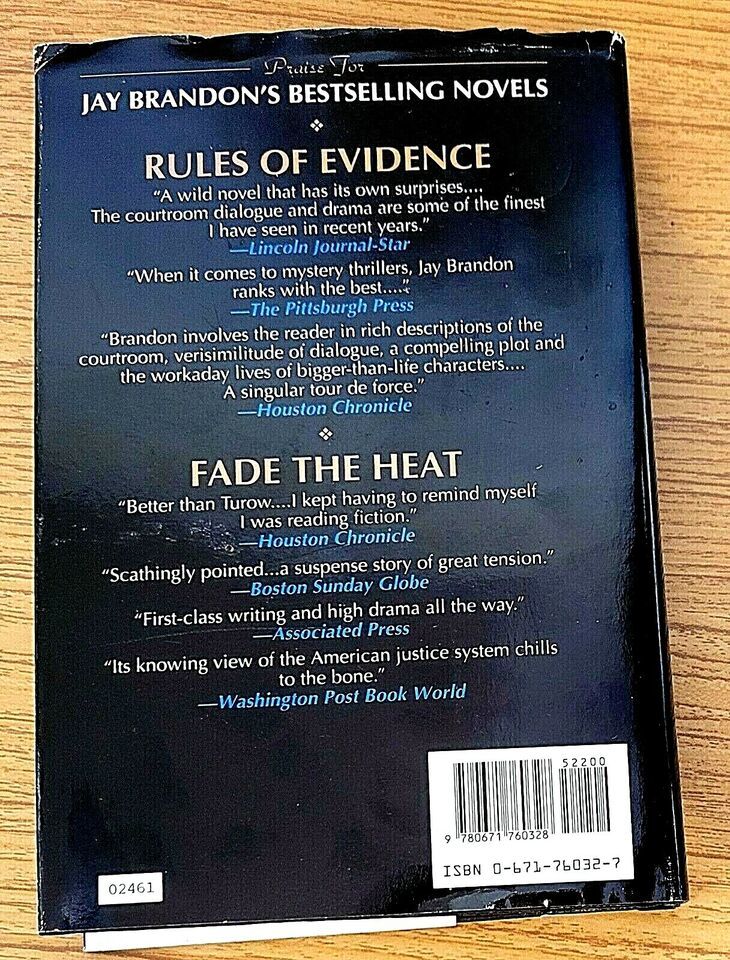 Praise For
JAY BRANDON'S BESTSELLING NOVELS
RULES OF EVIDENCE
“A wild novel that has its own surprises....
The courtroom dialogue and drama are some of the finest
I have seen in recent years.”
—Lincoln Journal-Star
“When it comes to mystery thrillers, Jay Brandon
ranks with the best....”
—The Pittsburgh Press
“Brandon involves the reader in rich descriptions of the
courtroom, verisimilitude of dialogue, a compelling plot and
the workaday lives of bigger-than-life characters....
A singular tour de force.”
—Houston Chronicle
FADE THE HEAT
“Better than Turow....I kept having to remind myself
I was reading fiction.”
—Houston Chronicle
“Scathingly pointed...a suspense story of great tension.”
—Boston Sunday Globe
“First-class writing and high drama all the way.”
—Associated Press
“Its knowing view of the American justice system chills
to the bone.”
—Washington Post Book World
52200
9 780671 760328
ISBN 0-671-76032-7
02461